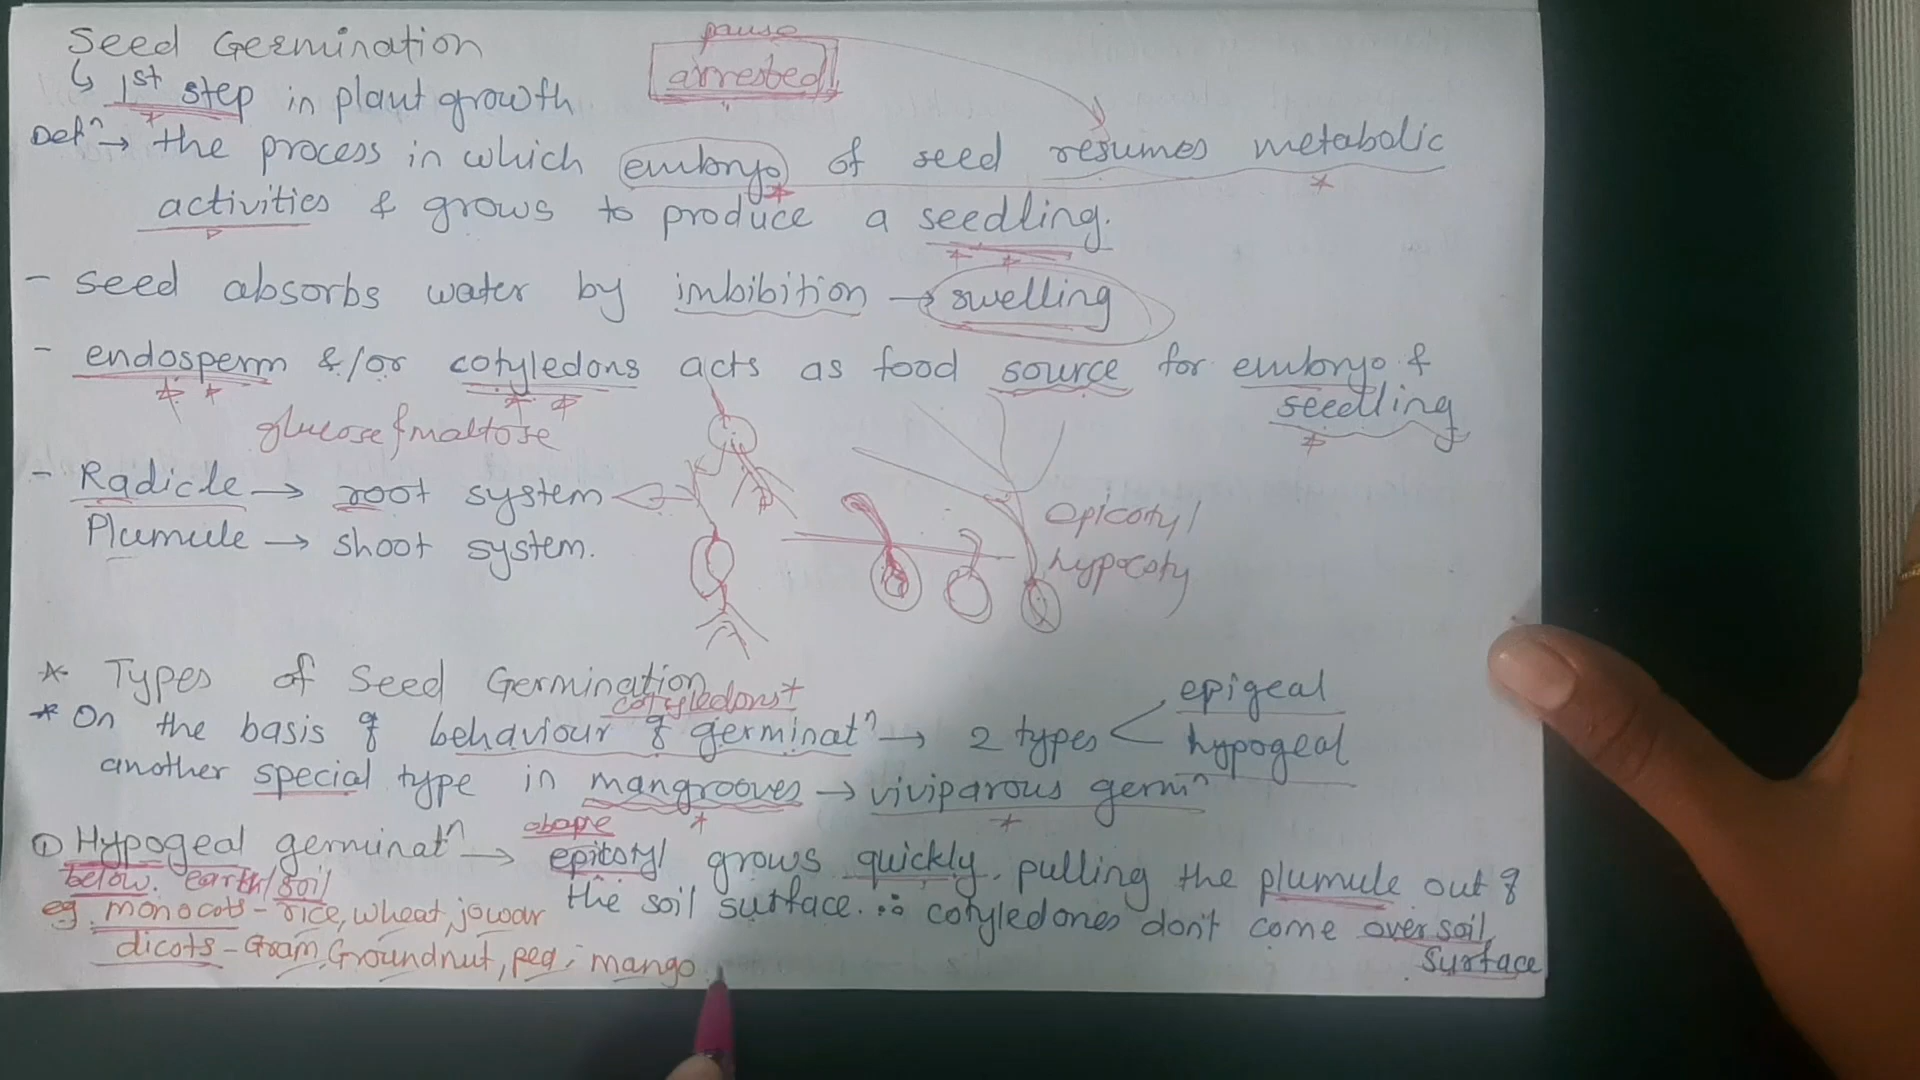 pause
Seed Germination
arrested
↳ 1st step in plant growth
Defⁿ → the process in which embryo of seed resumes metabolic
activities & grows to produce a seedling.
- seed absorbs water by imbibition → swelling
- endosperm &/or cotyledons acts as food source for embryo &
seedling
glucose & maltose
- Radicle → root system
Plumule → shoot system.
epicotyl
hypocoty
* Types of Seed Germination
cotyledons+
* On the basis of behaviour of germinatⁿ → 2 types < epigeal
hypogeal
another special type in mangrooves → viviparous germiⁿ
① Hypogeal germinatⁿ → epicotyl grows quickly. pulling the plumule out of
above
below. earth/soil
the soil surface. ∴ cotyledones don't come over soil
surface
eg. monocots - rice, wheat, jowar
dicots - Gram, Groundnut, pea, mango